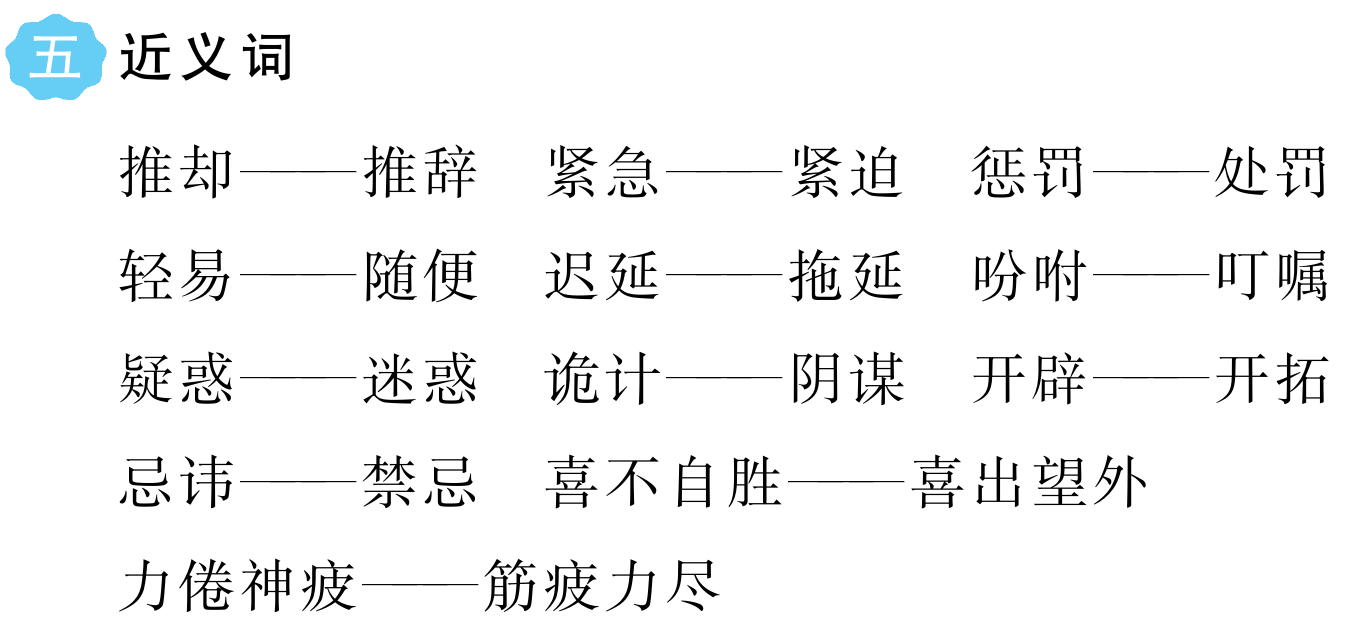 五 近义词
推却——推辞 紧急——紧迫 惩罚——处罚
轻易——随便 迟延——拖延 吩咐——叮嘱
疑惑——迷惑 诡计——阴谋 开辟——开拓
忌讳——禁忌 喜不自胜——喜出望外
力倦神疲——筋疲力尽